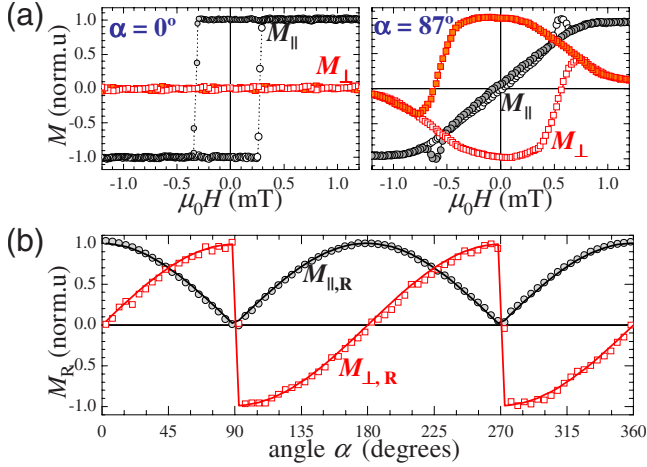 (a)
α = 0°
α = 87°
M (norm.u)
1.0
0.5
0.0
-0.5
-1.0
M∥
M⊥
M∥
M⊥
-1.0 -0.5 0.0 0.5 1.0
-1.0 -0.5 0.0 0.5 1.0
μ₀H (mT)
μ₀H (mT)
(b)
M_R (norm.u)
1.0
0.5
0.0
-0.5
-1.0
M∥,R
M⊥, R
0 45 90 135 180 225 270 315 360
angle α (degrees)